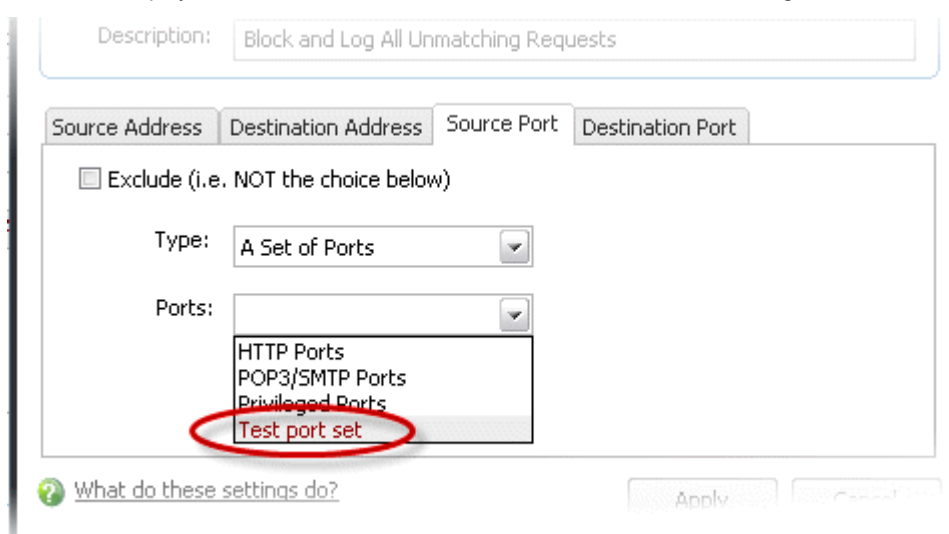 Description: Block and Log All Unmatching Requests
Source Address Destination Address Source Port Destination Port
Exclude (i.e. NOT the choice below)
Type: A Set of Ports
Ports:
HTTP Ports
POP3/SMTP Ports
Privileged Ports
Test port set
What do these settings do? Apply Cancel